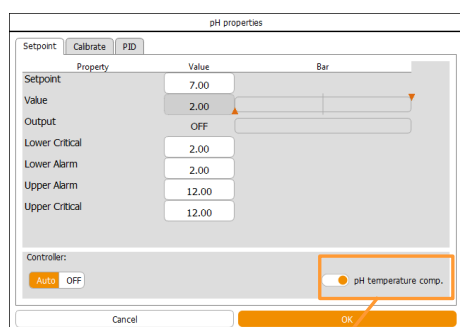 pH properties
Setpoint Calibrate PID
Property Value Bar
Setpoint 7.00
Value 2.00
Output OFF
Lower Critical 2.00
Lower Alarm 2.00
Upper Alarm 12.00
Upper Critical 12.00
Controller:
Auto OFF pH temperature comp.
Cancel OK